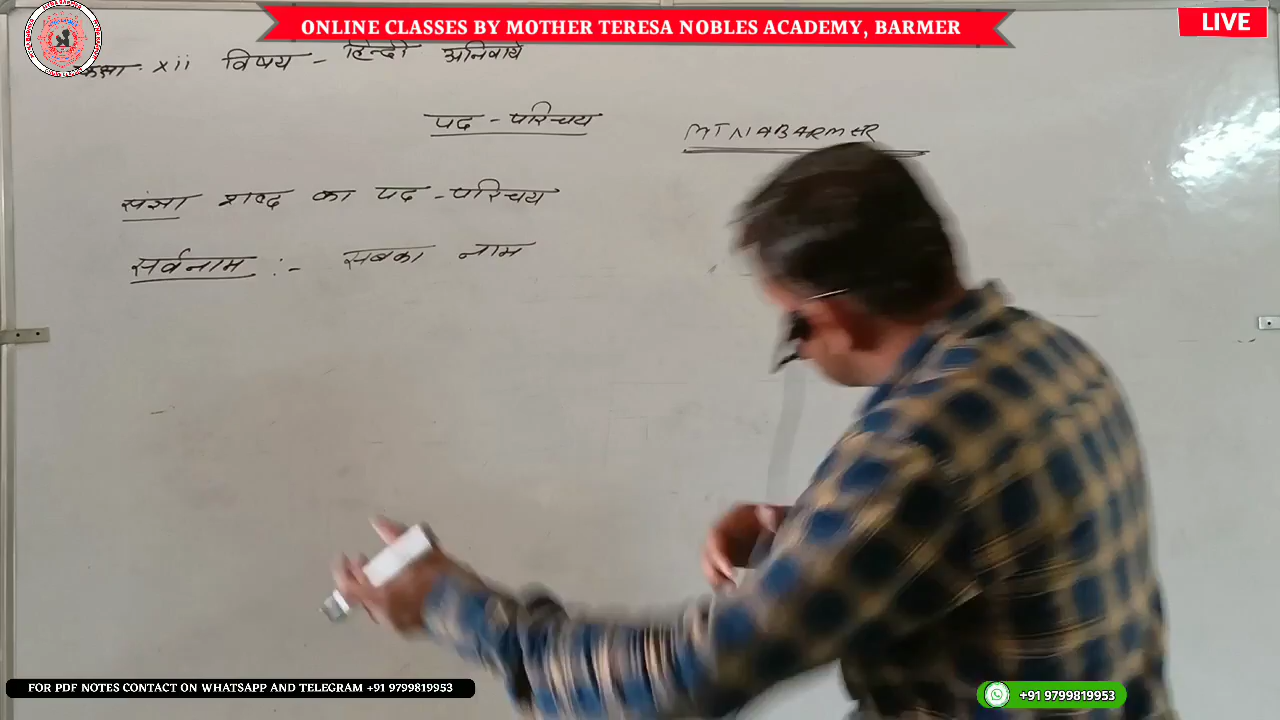 ONLINE CLASSES BY MOTHER TERESA NOBLES ACADEMY, BARMER
LIVE
कक्षा: xii विषय - हिन्दी अनिवार्य
पद - परिचय
MTNABARMER
संज्ञा शब्द का पद - परिचय
सर्वनाम :- सबका नाम
FOR PDF NOTES CONTACT ON WHATSAPP AND TELEGRAM +91 9799819953
+91 9799819953